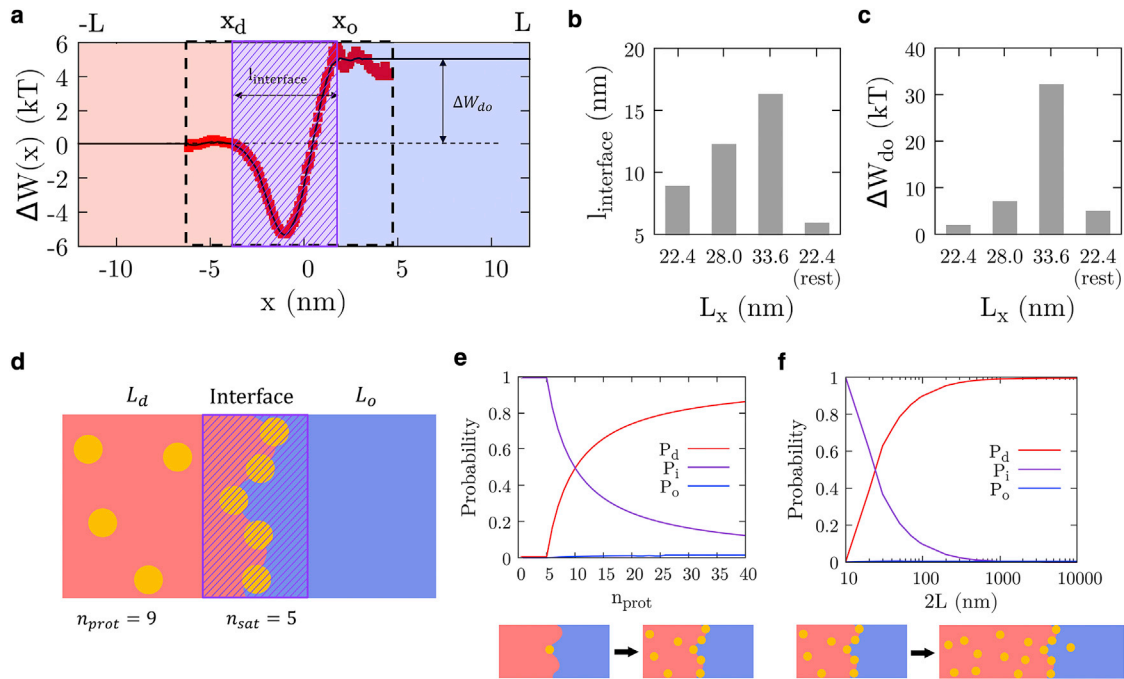 a
-L x_d x_o L
ΔW(x) (kT)
6
4
2
0
-2
-4
-6
l_interface
ΔW_do
-10 -5 0 5 10
x (nm)
b
l_interface (nm)
20
15
10
5
22.4 28.0 33.6 22.4
(rest)
L_x (nm)
c
ΔW_do (kT)
40
30
20
10
0
22.4 28.0 33.6 22.4
(rest)
L_x (nm)
d
L_d Interface L_o
n_prot = 9 n_sat = 5
e
Probability
1
0.8
0.6
0.4
0.2
0
P_d
P_i
P_o
0 5 10 15 20 25 30 35 40
n_prot
f
Probability
1
0.8
0.6
0.4
0.2
0
P_d
P_i
P_o
10 100 1000 10000
2L (nm)